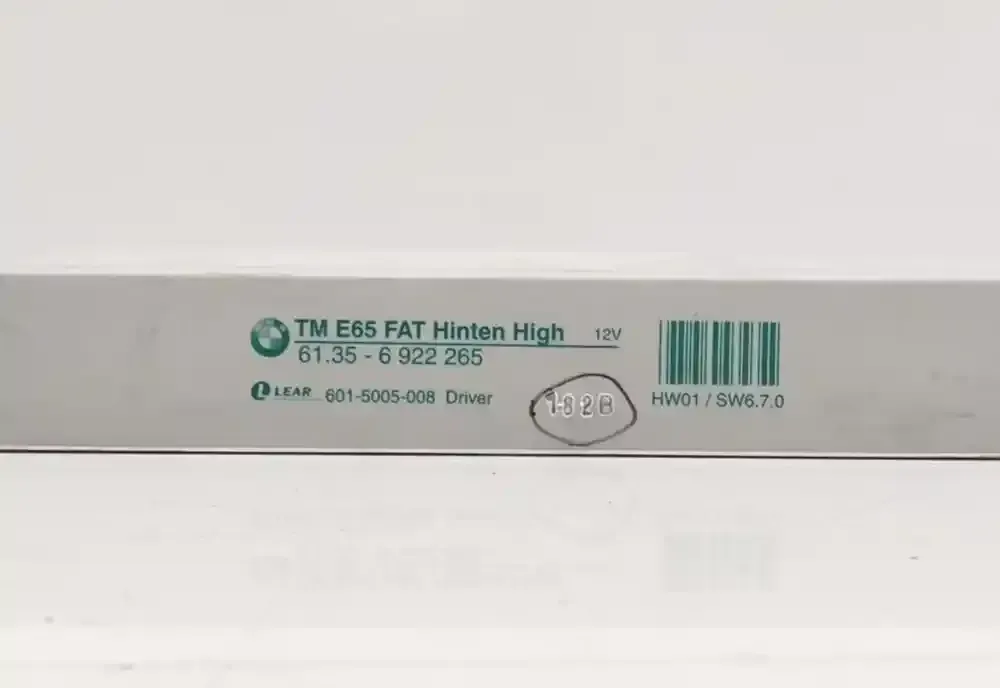 TM E65 FAT Hinten High 12V
61.35 - 6 922 265
LEAR 601-5005-008 Driver
182B
HW01 / SW6.7.0